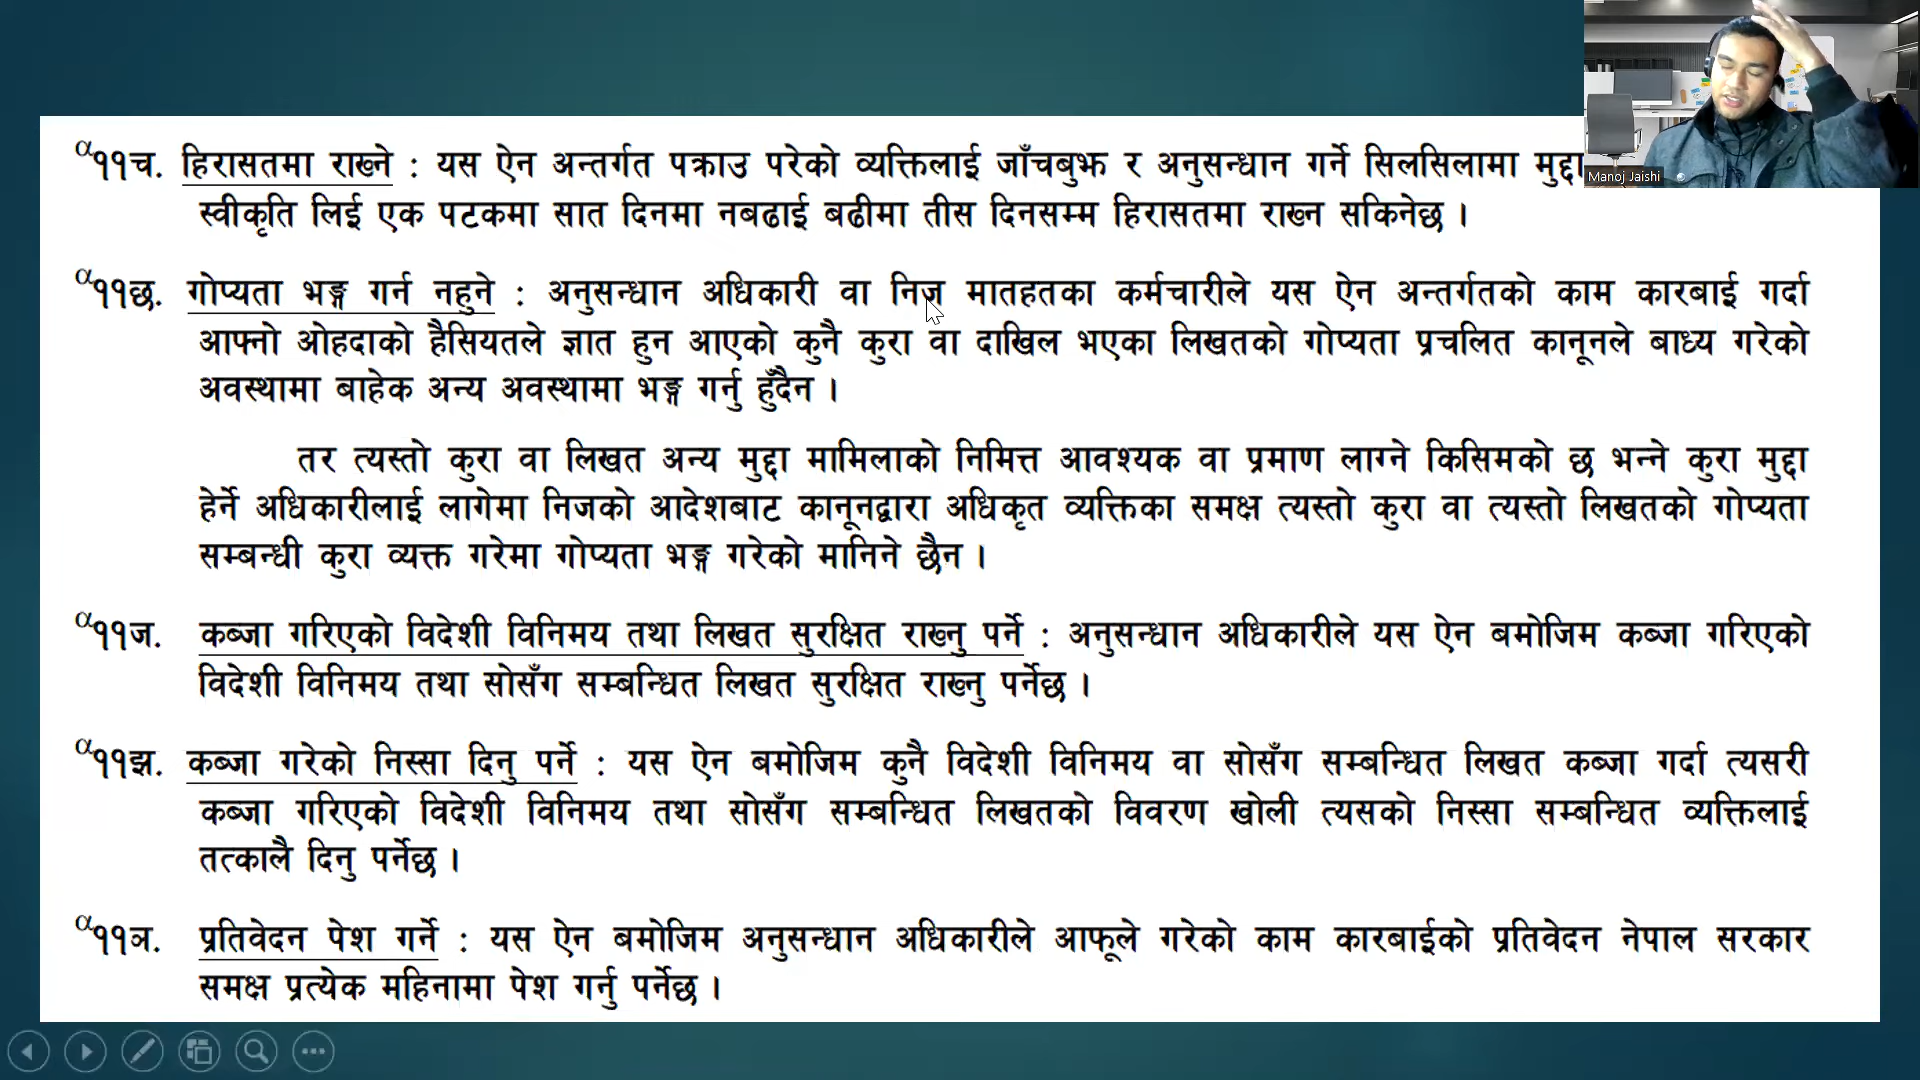 α११च. हिरासतमा राख्ने : यस ऐन अन्तर्गत पक्राउ परेको व्यक्तिलाई जाँचबुझ र अनुसन्धान गर्ने सिलसिलामा मुद्दा
स्वीकृति लिई एक पटकमा सात दिनमा नबढाई बढीमा तीस दिनसम्म हिरासतमा राख्न सकिनेछ ।
α११छ. गोप्यता भङ्ग गर्न नहुने : अनुसन्धान अधिकारी वा निज मातहतका कर्मचारीले यस ऐन अन्तर्गतको काम कारबाई गर्दा
आफ्नो ओहदाको हैसियतले ज्ञात हुन आएको कुनै कुरा वा दाखिल भएका लिखतको गोप्यता प्रचलित कानूनले बाध्य गरेको
अवस्थामा बाहेक अन्य अवस्थामा भङ्ग गर्नु हुँदैन ।
तर त्यस्तो कुरा वा लिखत अन्य मुद्दा मामिलाको निमित्त आवश्यक वा प्रमाण लाग्ने किसिमको छ भन्ने कुरा मुद्दा
हेर्ने अधिकारीलाई लागेमा निजको आदेशबाट कानूनद्वारा अधिकृत व्यक्तिका समक्ष त्यस्तो कुरा वा त्यस्तो लिखतको गोप्यता
सम्बन्धी कुरा व्यक्त गरेमा गोप्यता भङ्ग गरेको मानिने छैन ।
α११ज. कब्जा गरिएको विदेशी विनिमय तथा लिखत सुरक्षित राख्नु पर्ने : अनुसन्धान अधिकारीले यस ऐन बमोजिम कब्जा गरिएको
विदेशी विनिमय तथा सोसँग सम्बन्धित लिखत सुरक्षित राख्नु पर्नेछ ।
α११झ. कब्जा गरेको निस्सा दिनु पर्ने : यस ऐन बमोजिम कुनै विदेशी विनिमय वा सोसँग सम्बन्धित लिखत कब्जा गर्दा त्यसरी
कब्जा गरिएको विदेशी विनिमय तथा सोसँग सम्बन्धित लिखतको विवरण खोली त्यसको निस्सा सम्बन्धित व्यक्तिलाई
तत्कालै दिनु पर्नेछ ।
α११ञ. प्रतिवेदन पेश गर्ने : यस ऐन बमोजिम अनुसन्धान अधिकारीले आफूले गरेको काम कारबाईको प्रतिवेदन नेपाल सरकार
समक्ष प्रत्येक महिनामा पेश गर्नु पर्नेछ ।
Manoj Jaishi